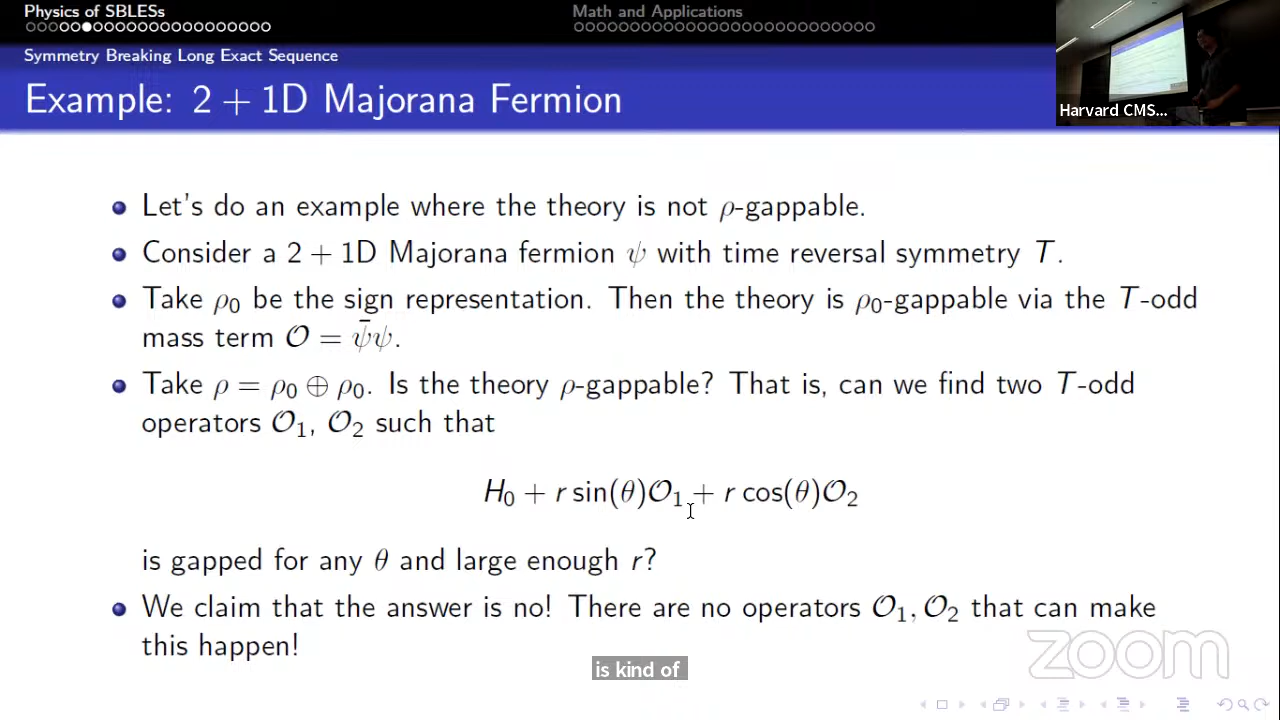 Physics of SBLESs
Math and Applications
Symmetry Breaking Long Exact Sequence
Example: 2 + 1D Majorana Fermion
Harvard CMS...
Let's do an example where the theory is not ρ-gappable.
Consider a 2 + 1D Majorana fermion ψ with time reversal symmetry T.
Take ρ₀ be the sign representation. Then the theory is ρ₀-gappable via the T-odd
mass term 𝒪 = ψ̄ψ.
Take ρ = ρ₀ ⊕ ρ₀. Is the theory ρ-gappable? That is, can we find two T-odd
operators 𝒪₁, 𝒪₂ such that
H₀ + r sin(θ)𝒪₁ + r cos(θ)𝒪₂
is gapped for any θ and large enough r?
We claim that the answer is no! There are no operators 𝒪₁, 𝒪₂ that can make
this happen!
zoom
is kind of